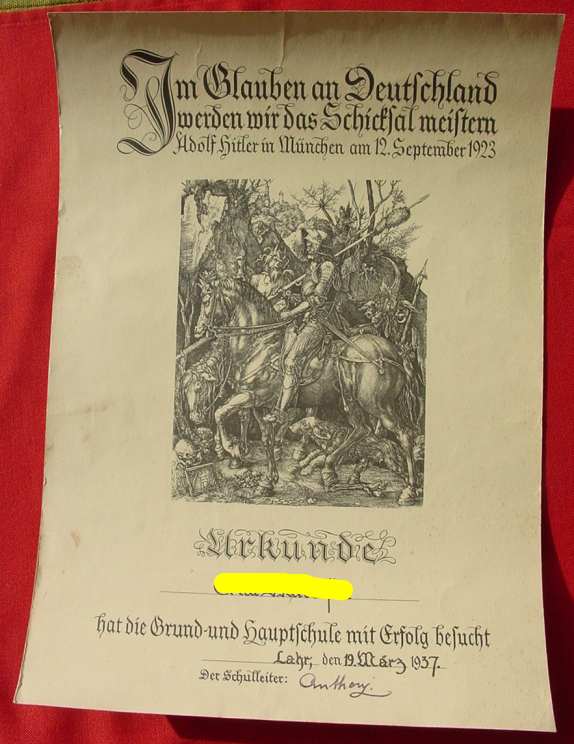 Im Glauben an Deutschland
werden wir das Schicksal meistern
Adolf Hitler in München am 12. September 1923
Urkunde
hat die Grund- und Hauptschule mit Erfolg besucht
Lahr, den 19. März 1937.
Der Schulleiter: